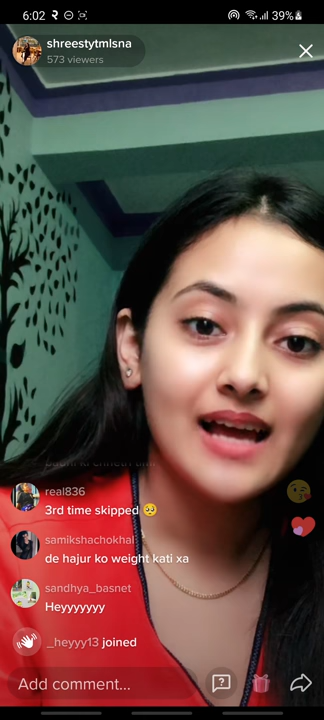 6:02
39%
shreestytmlsna
573 viewers
real836
3rd time skipped 🥺
samikshachokhal
de hajur ko weight kati xa
sandhya_basnet
Heyyyyyyy
_heyyy13 joined
Add comment...